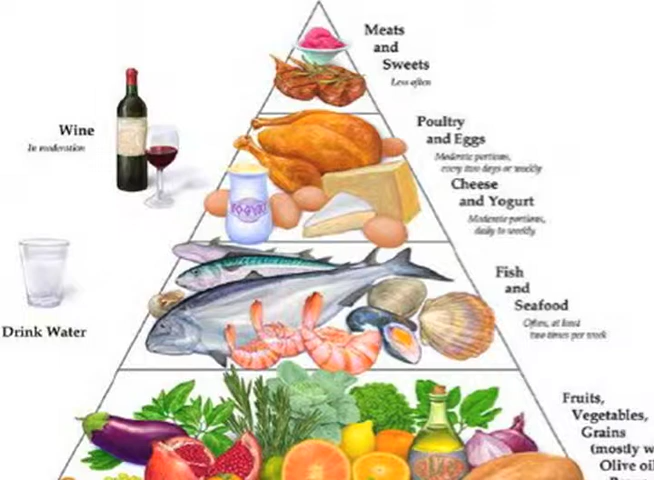 Meats
and
Sweets
Less often
Wine
In moderation
Poultry
and Eggs
Moderate portions,
every two days or weekly
Cheese
and Yogurt
Moderate portions,
daily to weekly
YOGURT
Drink Water
Fish
and
Seafood
Often, at least
two times per week
Fruits,
Vegetables,
Grains
(mostly w
Olive oi